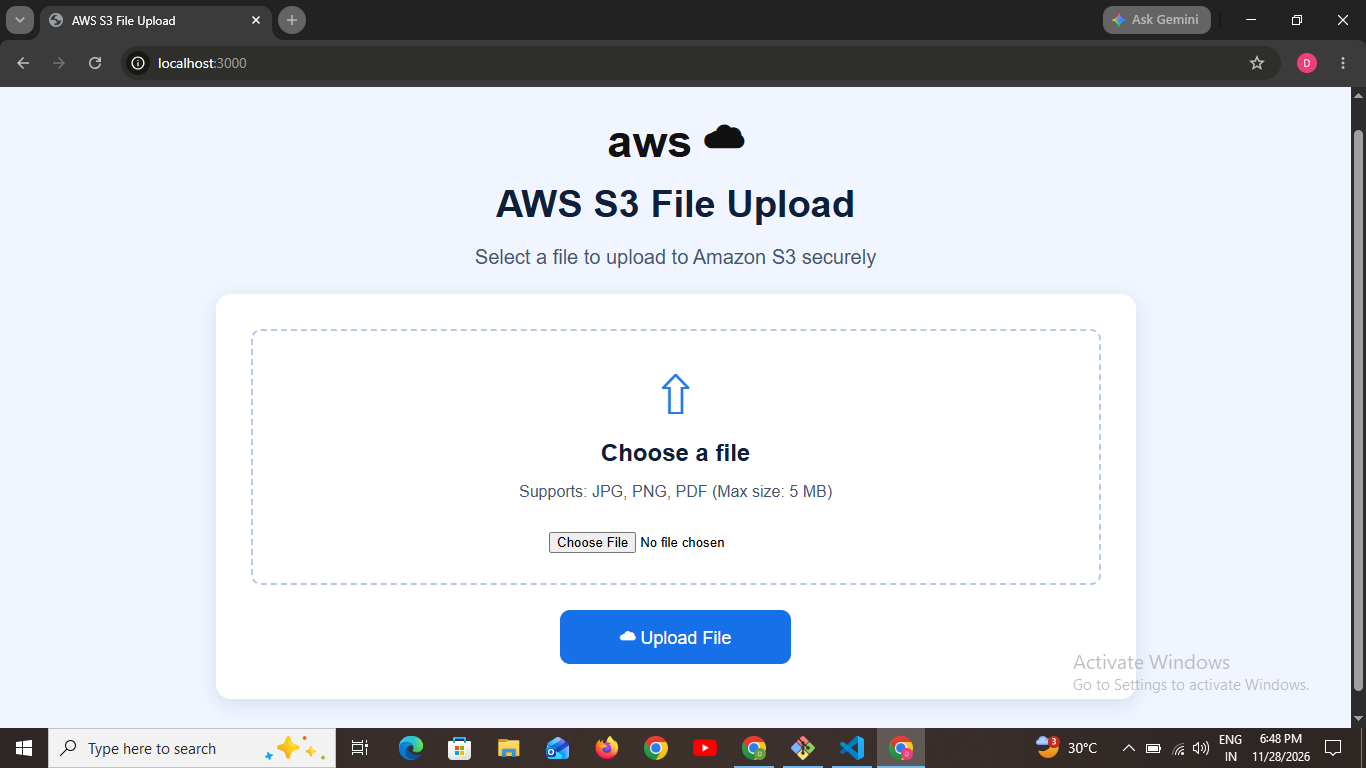 AWS S3 File Upload
Ask Gemini
localhost:3000
D
aws
AWS S3 File Upload
Select a file to upload to Amazon S3 securely
Choose a file
Supports: JPG, PNG, PDF (Max size: 5 MB)
Choose File No file chosen
Upload File
Activate Windows
Go to Settings to activate Windows.
Type here to search
3
30°C
ENG
IN
6:48 PM
11/28/2026